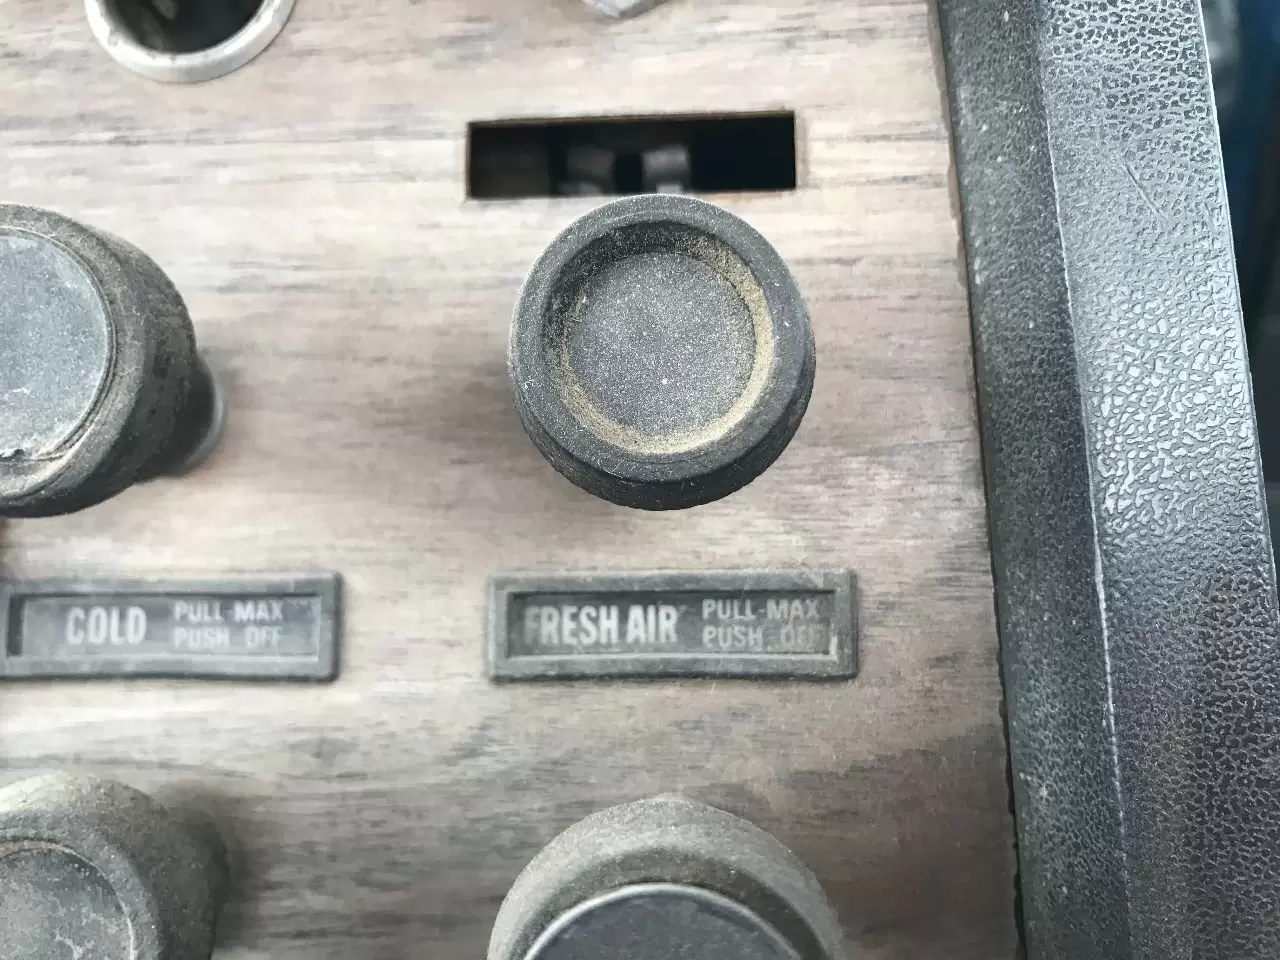 COLD PULL-MAX
PUSH OFF
FRESH AIR PULL-MAX
PUSH OFF